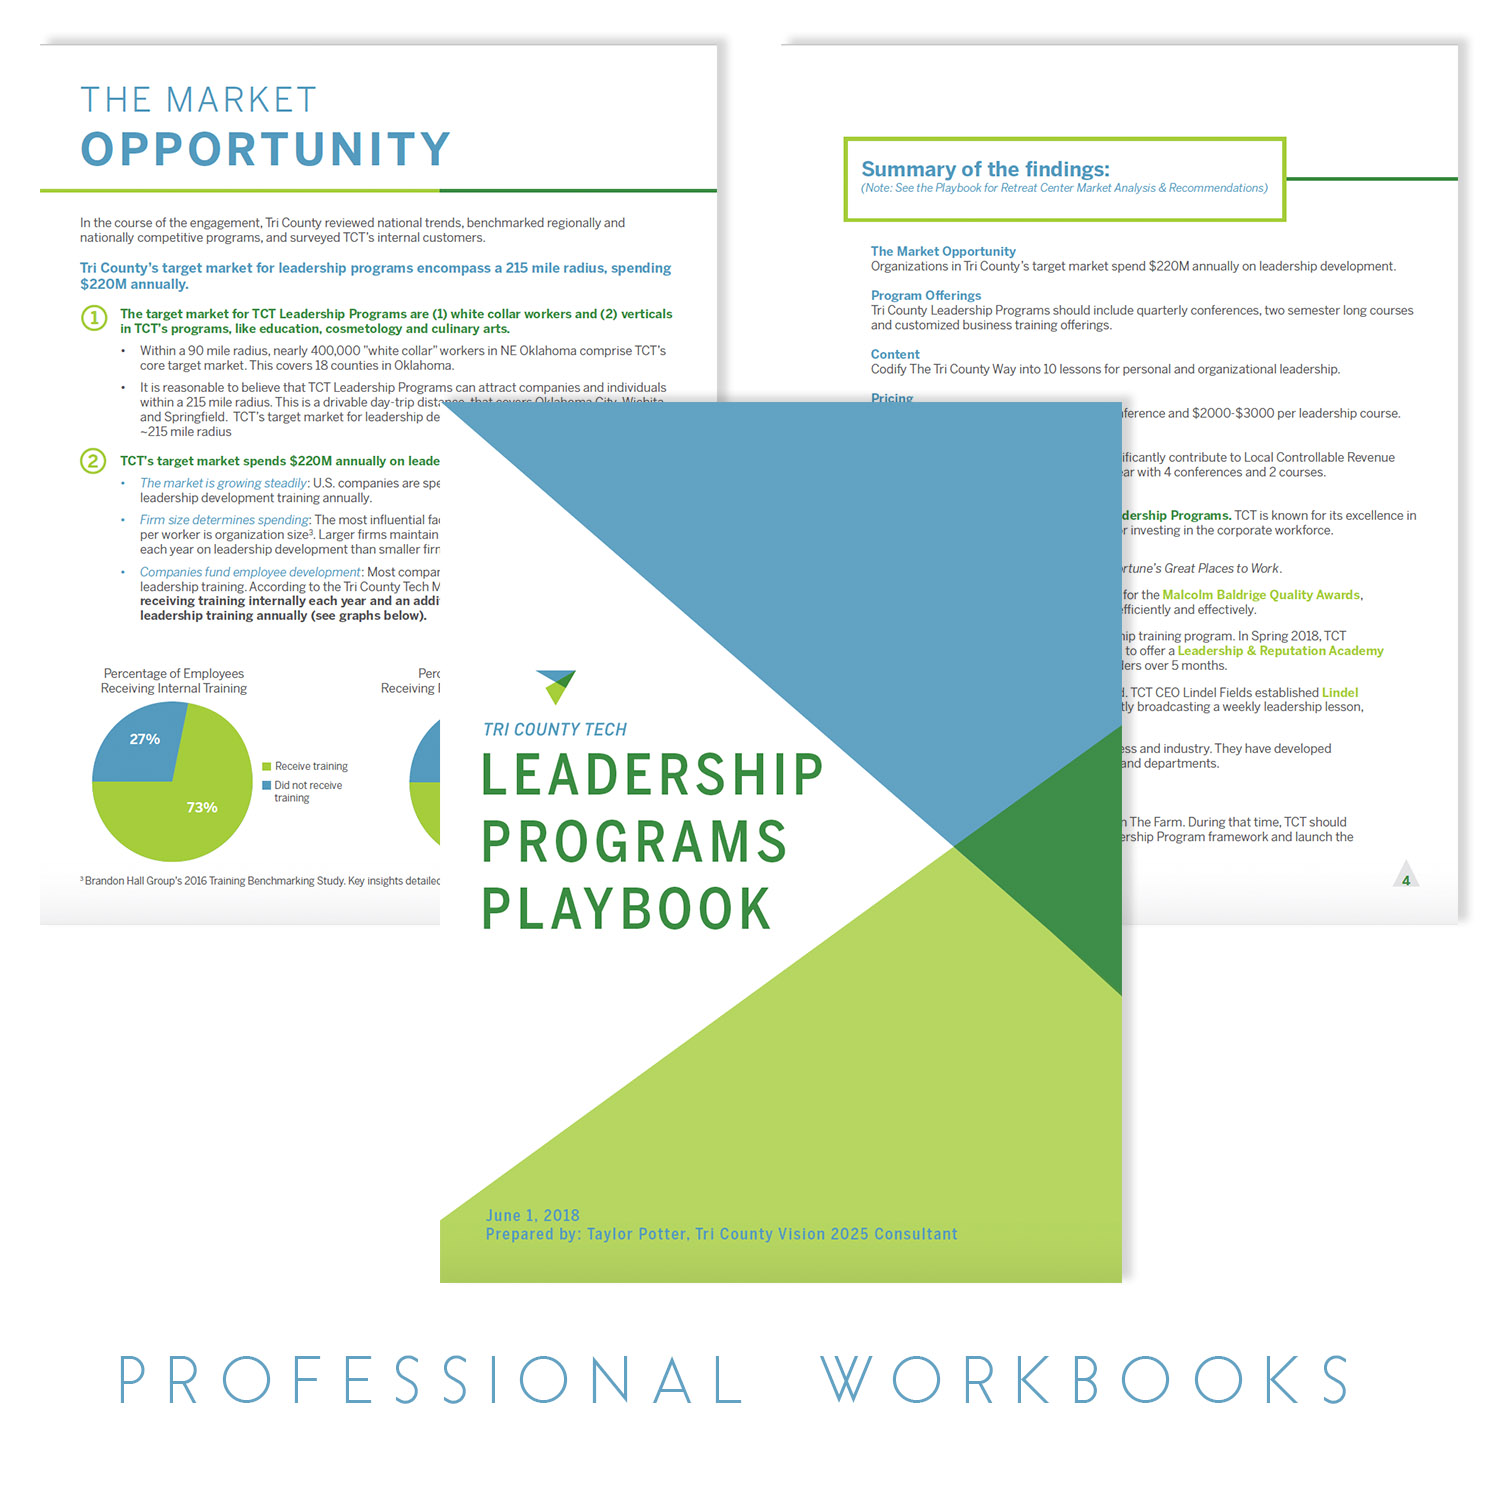 THE MARKET
OPPORTUNITY
In the course of the engagement, Tri County reviewed national trends, benchmarked regionally and
nationally competitive programs, and surveyed TCT's internal customers.
Tri County's target market for leadership programs encompass a 215 mile radius, spending
$220M annually.
1
The target market for TCT Leadership Programs are (1) white collar workers and (2) verticals
in TCT's programs, like education, cosmetology and culinary arts.
• Within a 90 mile radius, nearly 400,000 "white collar" workers in NE Oklahoma comprise TCT's
core target market. This covers 18 counties in Oklahoma.
• It is reasonable to believe that TCT Leadership Programs can attract companies and individuals
within a 215 mile radius. This is a drivable day-trip distance, that covers Oklahoma City, Wichita
and Springfield. TCT's target market for leadership
~215 mile radius
2
TCT's target market spends $220M annually on
• The market is growing steadily: U.S. companies are
leadership development training annually.
• Firm size determines spending: The most influential
per worker is organization size³. Larger firms maintain
each year on leadership development than smaller
• Companies fund employee development: Most
leadership training. According to the Tri County Tech
receiving training internally each year and an
leadership training annually (see graphs below).
Percentage of Employees
Receiving Internal Training
27%
73%
Receive training
Did not receive
training
Receiving
³ Brandon Hall Group's 2016 Training Benchmarking Study. Key insights detailed
Summary of the findings:
(Note: See the Playbook for Retreat Center Market Analysis & Recommendations)
The Market Opportunity
Organizations in Tri County's target market spend $220M annually on leadership development.
Program Offerings
Tri County Leadership Programs should include quarterly conferences, two semester long courses
and customized business training offerings.
Content
Codify The Tri County Way into 10 lessons for personal and organizational leadership.
Pricing
and $2000-$3000 per leadership course.
contribute to Local Controllable Revenue
with 4 conferences and 2 courses.
Programs. TCT is known for its excellence in
investing in the corporate workforce.
Great Places to Work.
for the Malcolm Baldrige Quality Awards,
and effectively.
training program. In Spring 2018, TCT
to offer a Leadership & Reputation Academy
over 5 months.
TCT CEO Lindel Fields established Lindel
broadcasting a weekly leadership lesson,
and industry. They have developed
and departments.
The Farm. During that time, TCT should
Program framework and launch the
4
TRI COUNTY TECH
LEADERSHIP
PROGRAMS
PLAYBOOK
June 1, 2018
Prepared by: Taylor Potter, Tri County Vision 2025 Consultant
PROFESSIONAL WORKBOOKS